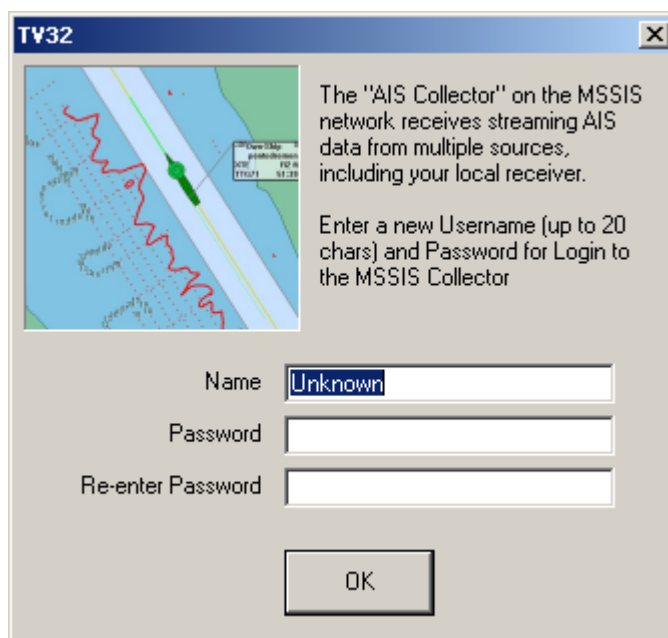 TV32
The "AIS Collector" on the MSSIS
network receives streaming AIS
data from multiple sources,
including your local receiver.
Enter a new Username (up to 20
chars) and Password for Login to
the MSSIS Collector
Name
Unknown
Password
Re-enter Password
OK